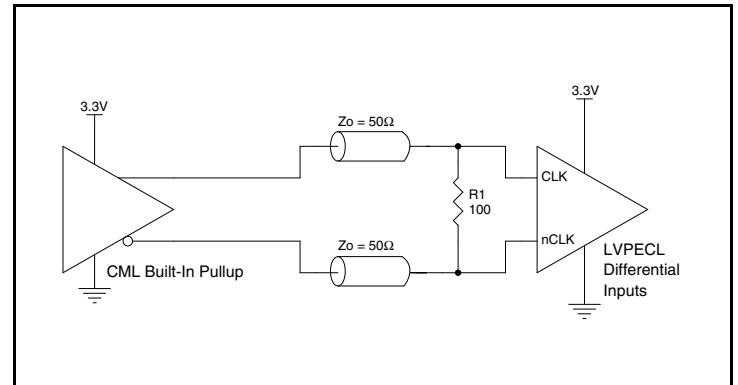 3.3V
3.3V
Zo = 50Ω
CLK
R1
100
nCLK
Zo = 50Ω
LVPECL
Differential
Inputs
CML Built-In Pullup